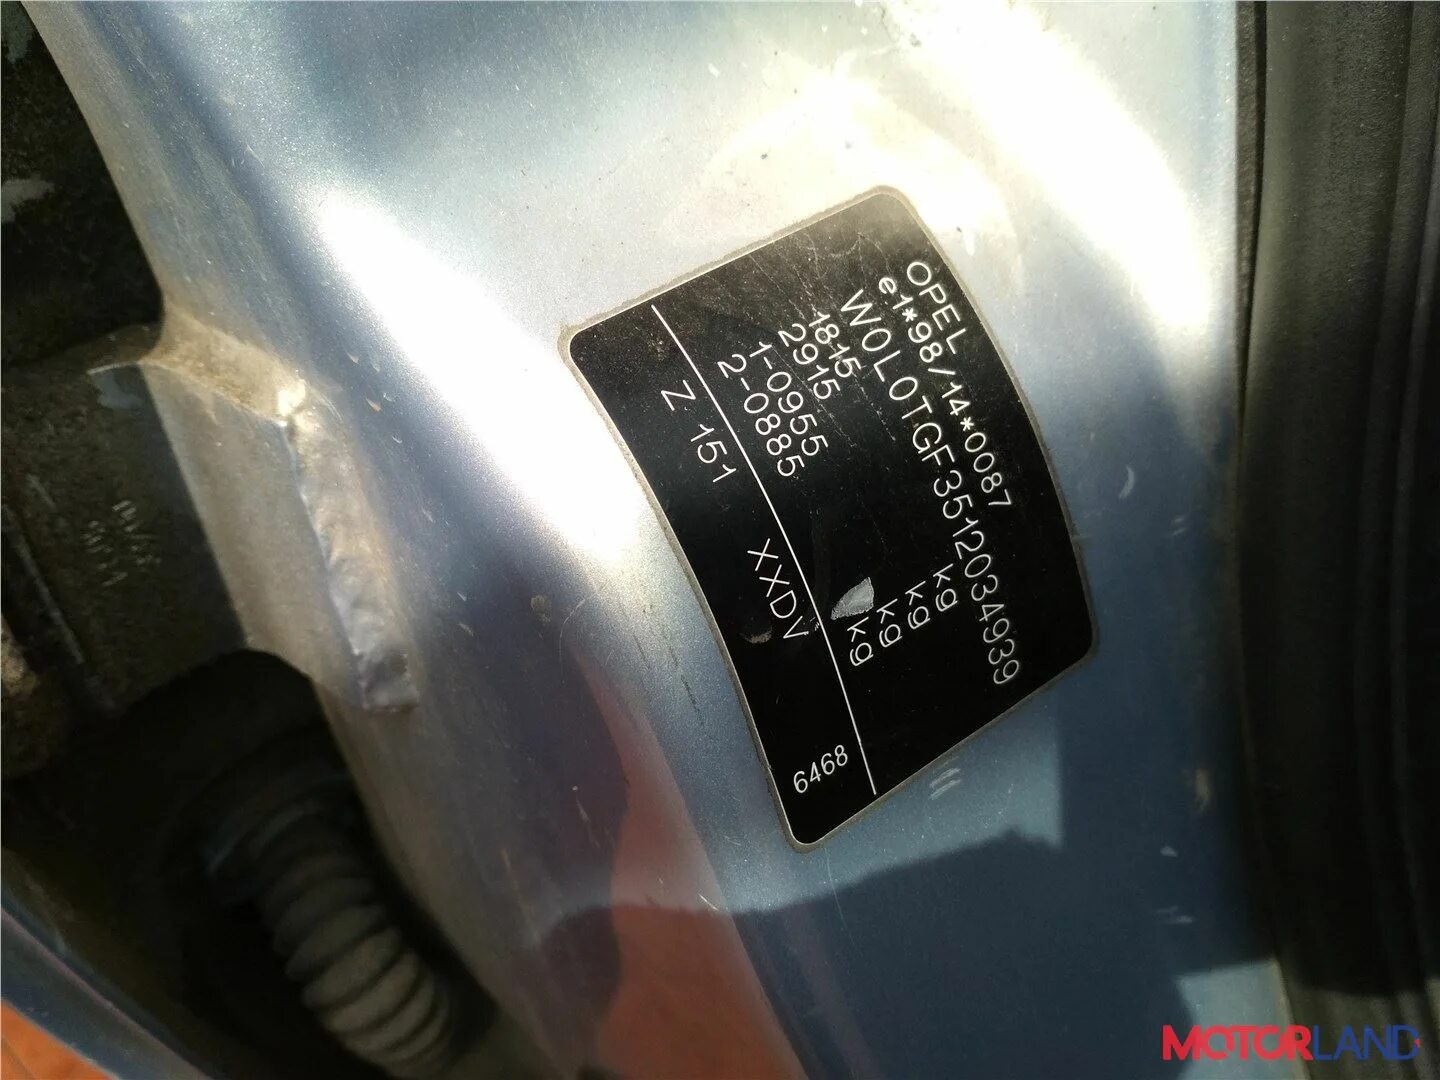 OPEL
e1*98/14*0087
W0L0TGF3512034939
1815 kg
2915 kg
1-0955 kg
2-0885 kg
Z 151 XXDV 6468
MOTORLAND